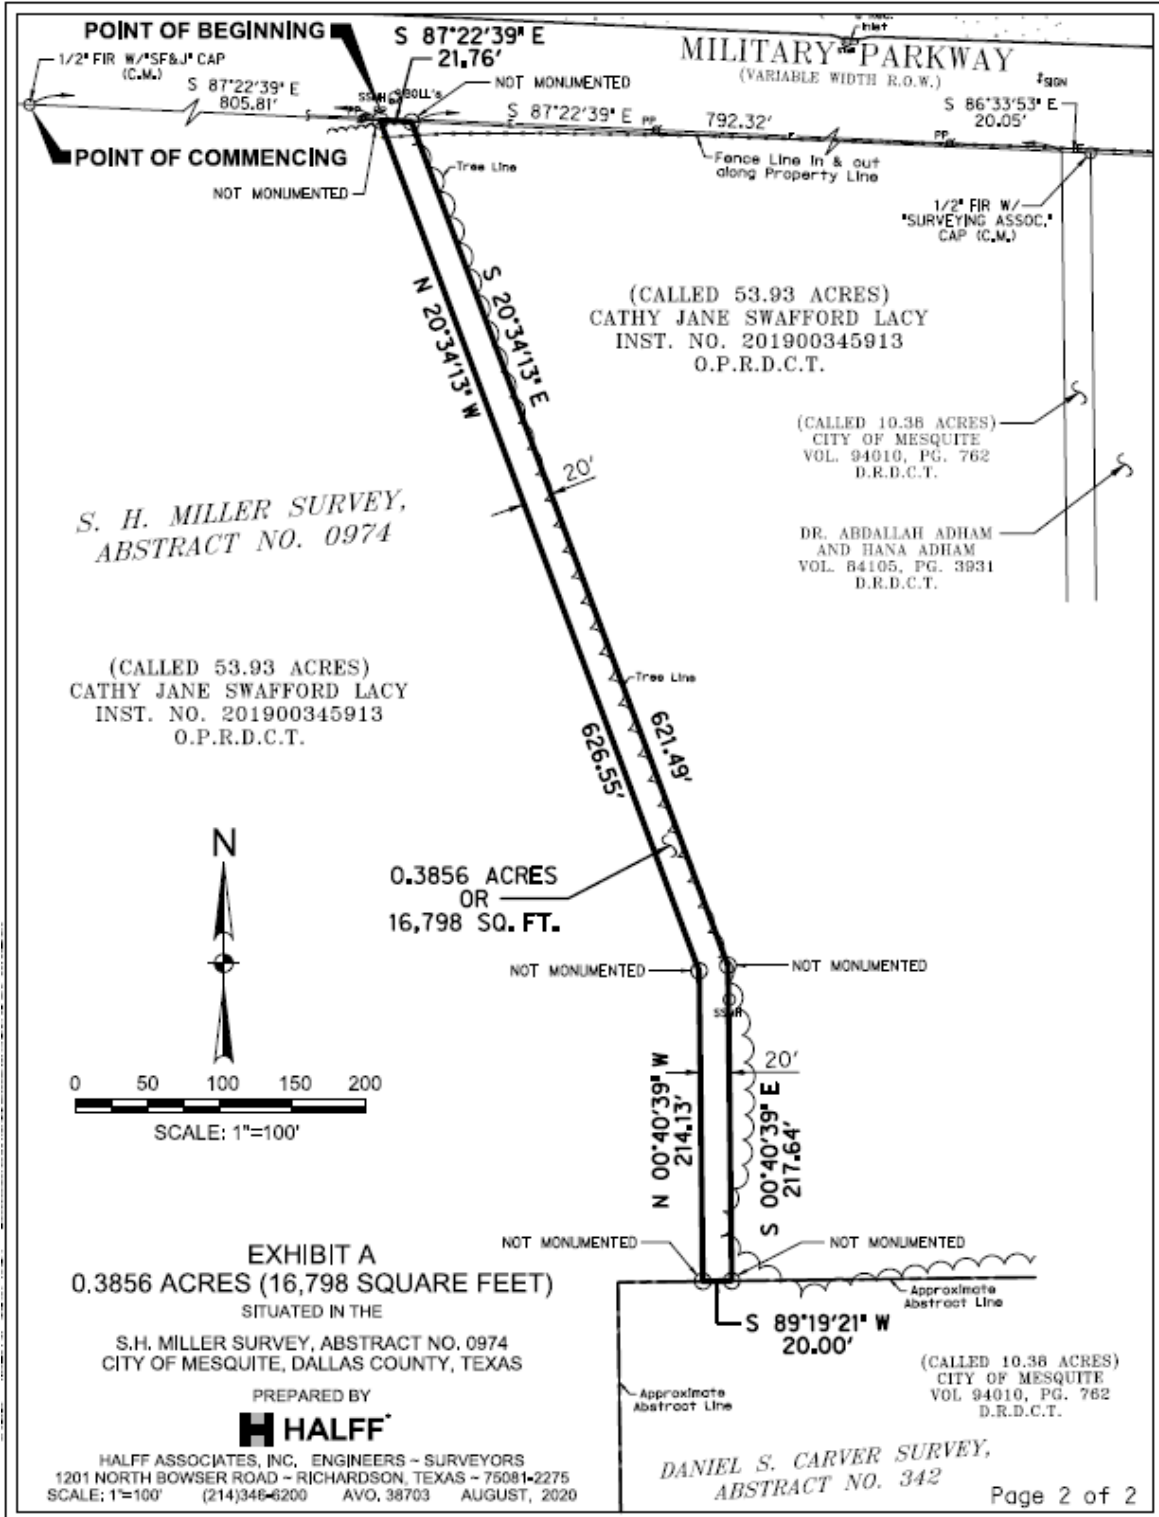 POINT OF BEGINNING
S 87°22'39" E
21.76'
1/2" FIR W/"SF&J" CAP
(C.M.)
S 87°22'39" E
805.81'
POINT OF COMMENCING
NOT MONUMENTED
NOT MONUMENTED
Inlet
MILITARY PARKWAY
(VARIABLE WIDTH R.O.W.)
SIGN
S 87°22'39" E
PP
792.32'
PP
S 86°33'53" E
20.05'
Tree Line
Fence Line in & out
along Property Line
1/2" FIR W/
"SURVEYING ASSOC."
CAP (C.M.)
N 20°34'13" W
S 20°34'13" E
(CALLED 53.93 ACRES)
CATHY JANE SWAFFORD LACY
INST. NO. 201900345913
O.P.R.D.C.T.
(CALLED 10.38 ACRES)
CITY OF MESQUITE
VOL. 94010, PG. 762
D.R.D.C.T.
20'
S. H. MILLER SURVEY,
ABSTRACT NO. 0974
DR. ABDALLAH ADHAM
AND HANA ADHAM
VOL. 84105, PG. 3931
D.R.D.C.T.
(CALLED 53.93 ACRES)
CATHY JANE SWAFFORD LACY
INST. NO. 201900345913
O.P.R.D.C.T.
Tree Line
626.55'
621.49'
N
0.3856 ACRES
OR
16,798 SQ. FT.
NOT MONUMENTED
NOT MONUMENTED
0 50 100 150 200
SCALE: 1"=100'
20'
N 00°40'39" W
214.13'
S 00°40'39" E
217.64'
NOT MONUMENTED
NOT MONUMENTED
Approximate
Abstract Line
S 89°19'21" W
20.00'
EXHIBIT A
0.3856 ACRES (16,798 SQUARE FEET)
SITUATED IN THE
S.H. MILLER SURVEY, ABSTRACT NO. 0974
CITY OF MESQUITE, DALLAS COUNTY, TEXAS
PREPARED BY
HALFF
HALFF ASSOCIATES, INC. ENGINEERS ~ SURVEYORS
1201 NORTH BOWSER ROAD ~ RICHARDSON, TEXAS ~ 75081-2275
SCALE: 1"=100' (214)346-6200 AVO. 38703 AUGUST, 2020
Approximate
Abstract Line
(CALLED 10.38 ACRES)
CITY OF MESQUITE
VOL 94010, PG. 762
D.R.D.C.T.
DANIEL S. CARVER SURVEY,
ABSTRACT NO. 342
Page 2 of 2